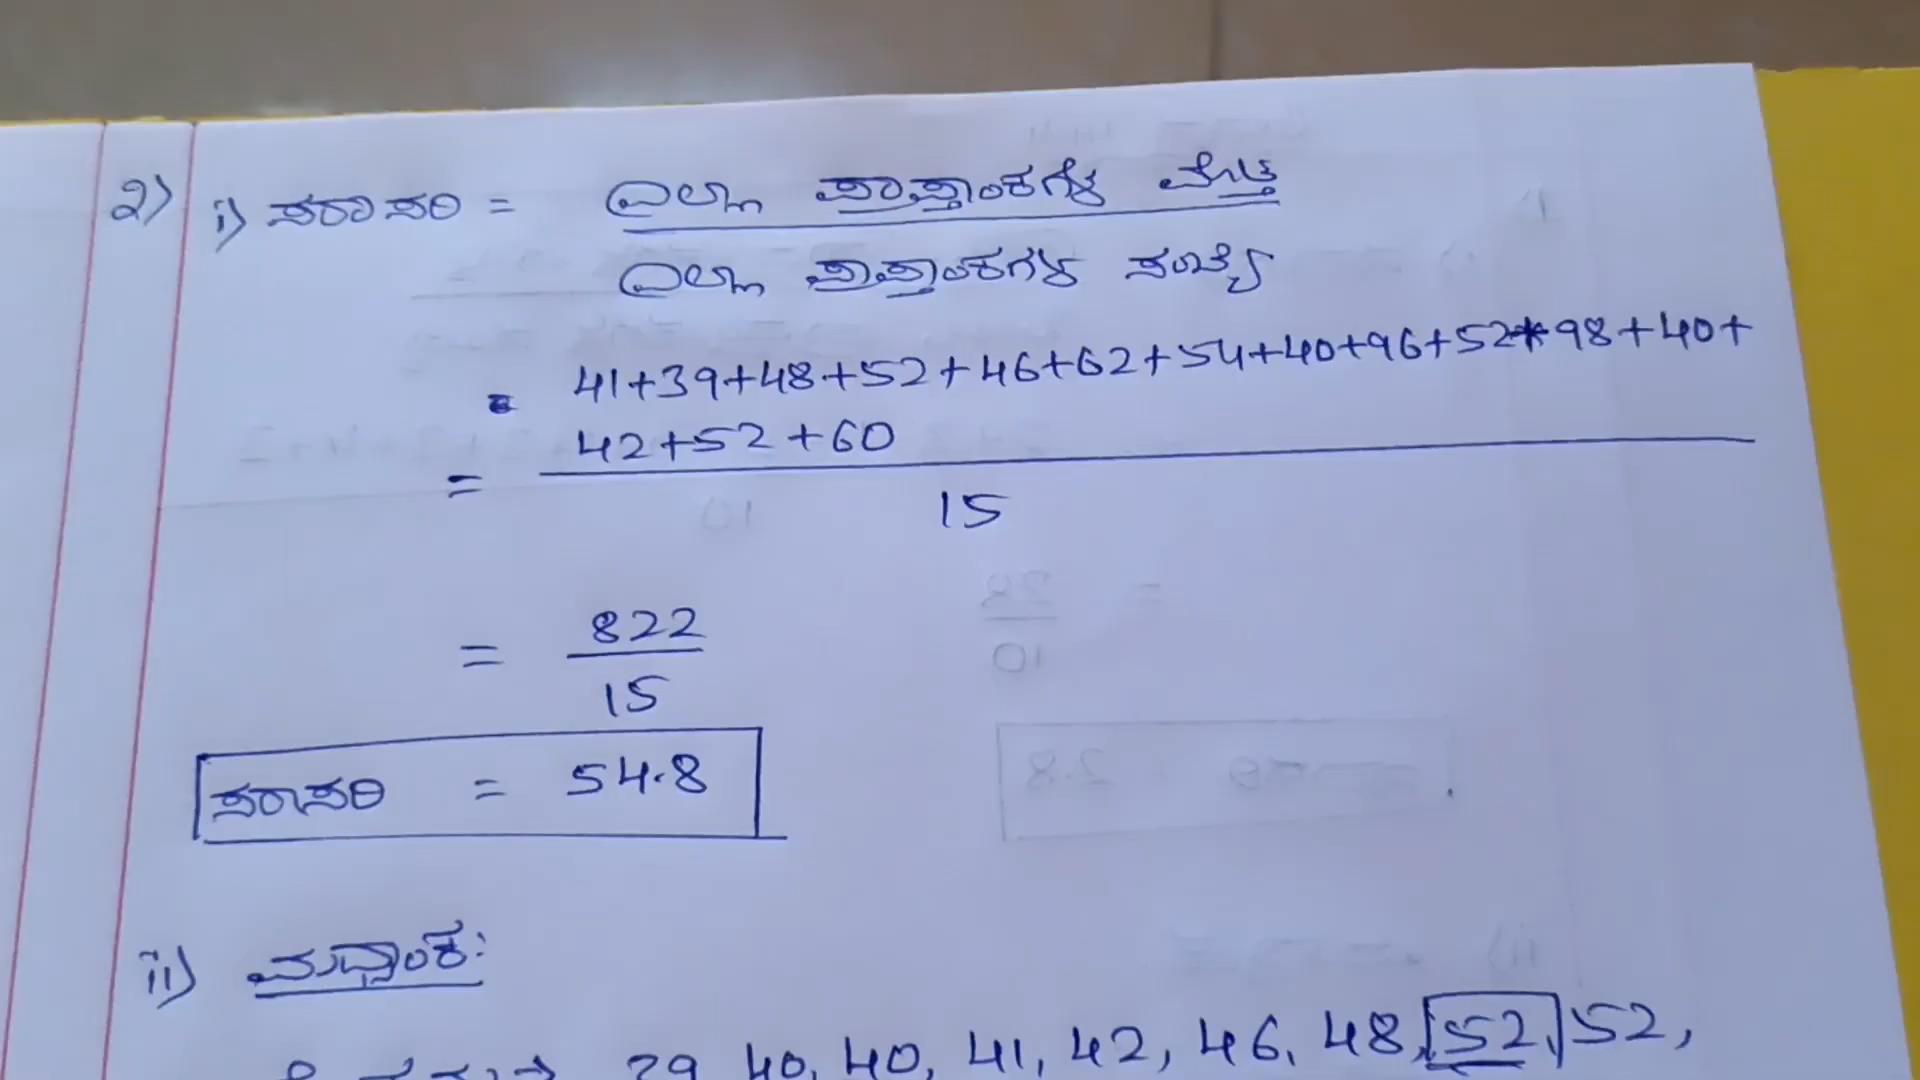 ೨) i) ಸರಾಸರಿ = ಎಲ್ಲಾ ಪ್ರಾಪ್ತಾಂಕಗಳ ಮೊತ್ತ
ಎಲ್ಲಾ ಪ್ರಾಪ್ತಾಂಕಗಳ ಸಂಖ್ಯೆ
41+39+48+52+46+62+54+40+96+52+98+40+
42+52+60
=
15
= 822
15
ಸರಾಸರಿ = 54.8
ii) ಮಧ್ಯಾಂಕ:
39, 40, 40, 41, 42, 46, 48, 52, 52,